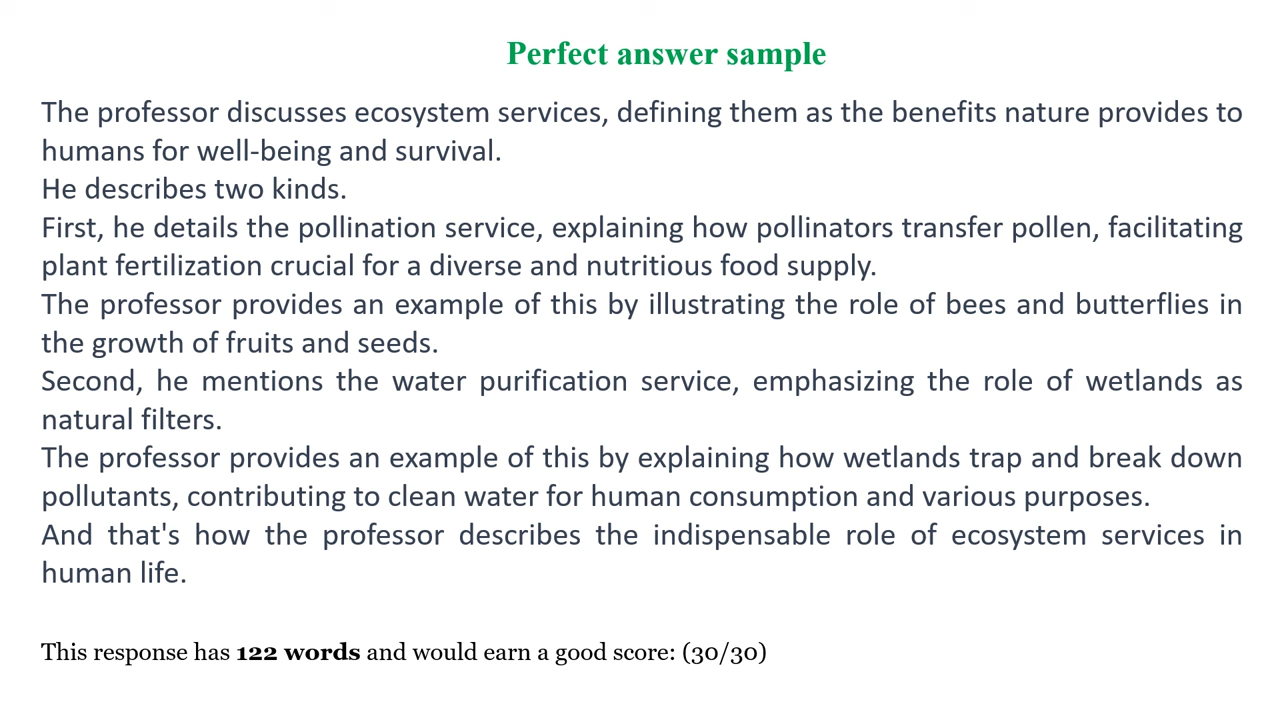 Perfect answer sample
The professor discusses ecosystem services, defining them as the benefits nature provides to
humans for well-being and survival.
He describes two kinds.
First, he details the pollination service, explaining how pollinators transfer pollen, facilitating
plant fertilization crucial for a diverse and nutritious food supply.
The professor provides an example of this by illustrating the role of bees and butterflies in
the growth of fruits and seeds.
Second, he mentions the water purification service, emphasizing the role of wetlands as
natural filters.
The professor provides an example of this by explaining how wetlands trap and break down
pollutants, contributing to clean water for human consumption and various purposes.
And that's how the professor describes the indispensable role of ecosystem services in
human life.
This response has 122 words and would earn a good score: (30/30)